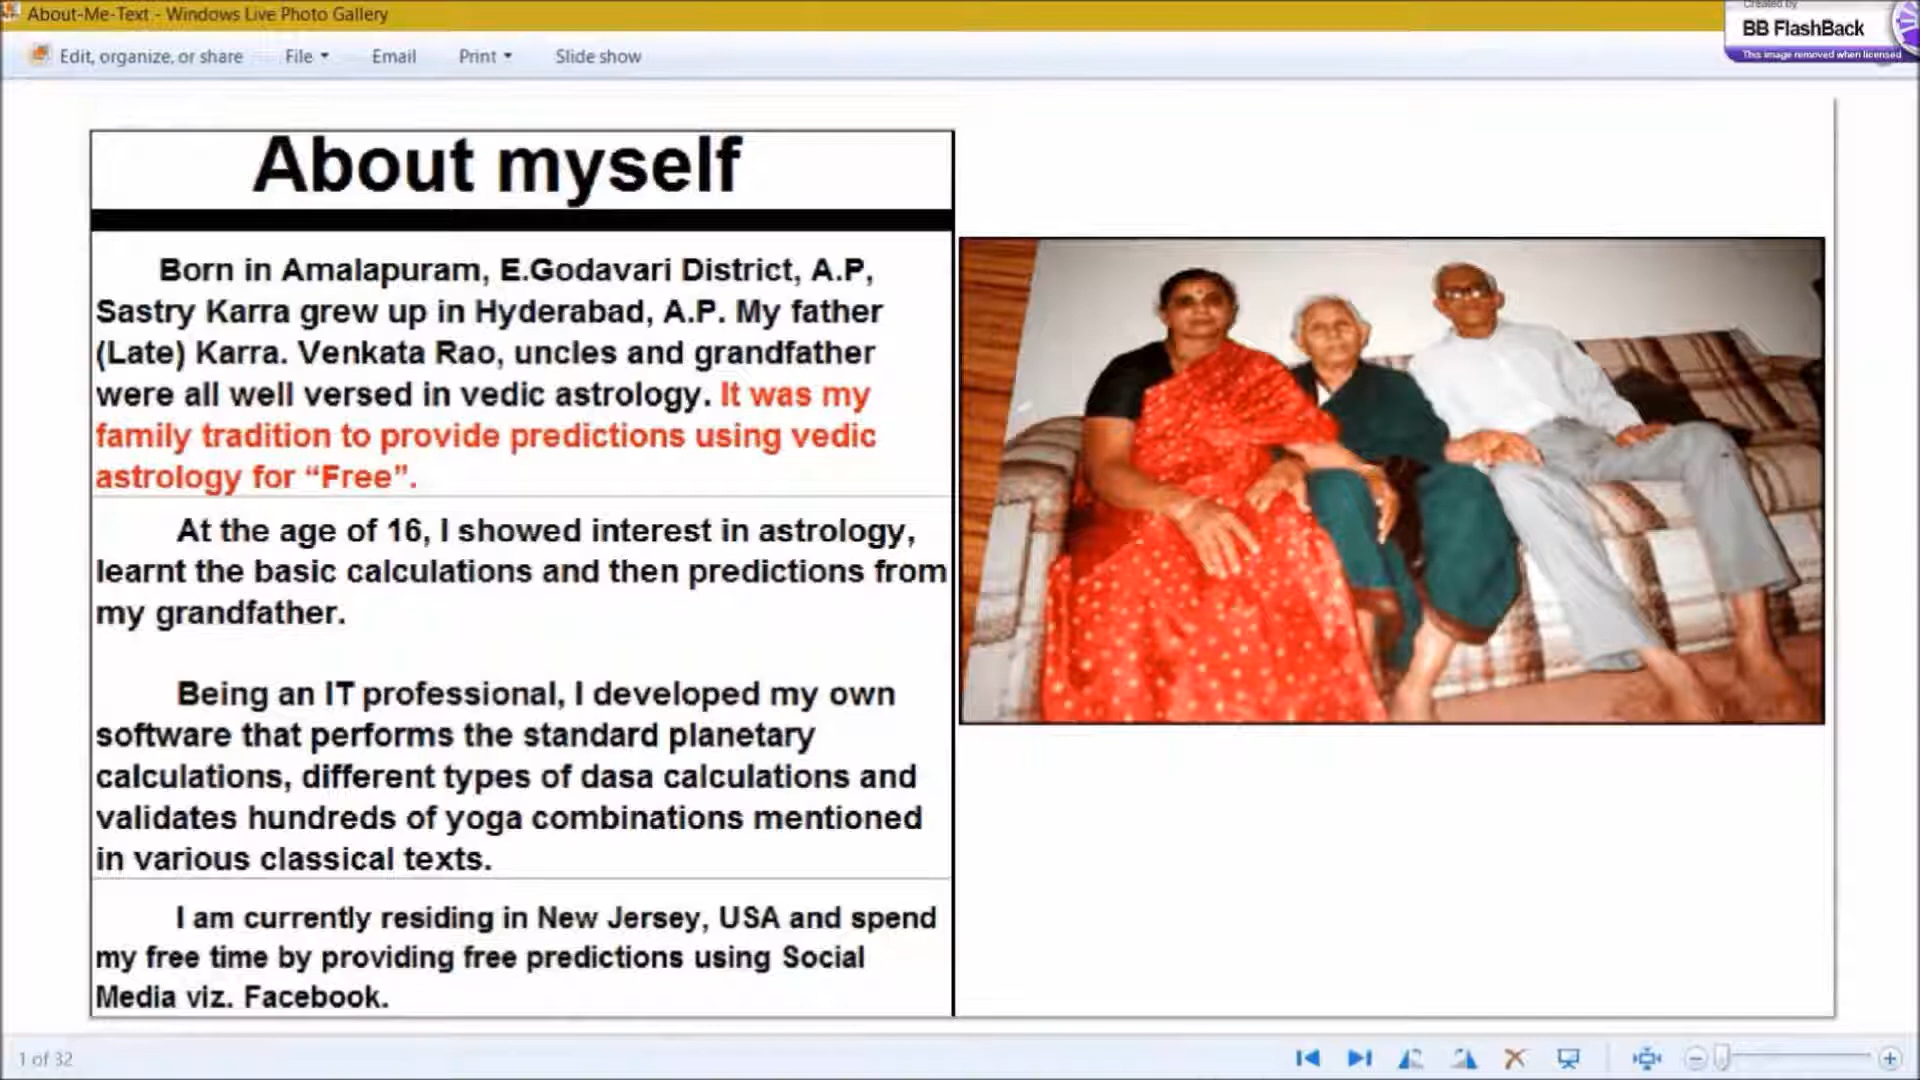 About-Me-Text - Windows Live Photo Gallery
Created by
BB FlashBack
This image removed when licensed
Edit, organize, or share File Email Print Slide show
About myself
Born in Amalapuram, E.Godavari District, A.P,
Sastry Karra grew up in Hyderabad, A.P. My father
(Late) Karra. Venkata Rao, uncles and grandfather
were all well versed in vedic astrology. It was my
family tradition to provide predictions using vedic
astrology for “Free”.
At the age of 16, I showed interest in astrology,
learnt the basic calculations and then predictions from
my grandfather.
Being an IT professional, I developed my own
software that performs the standard planetary
calculations, different types of dasa calculations and
validates hundreds of yoga combinations mentioned
in various classical texts.
I am currently residing in New Jersey, USA and spend
my free time by providing free predictions using Social
Media viz. Facebook.
1 of 32